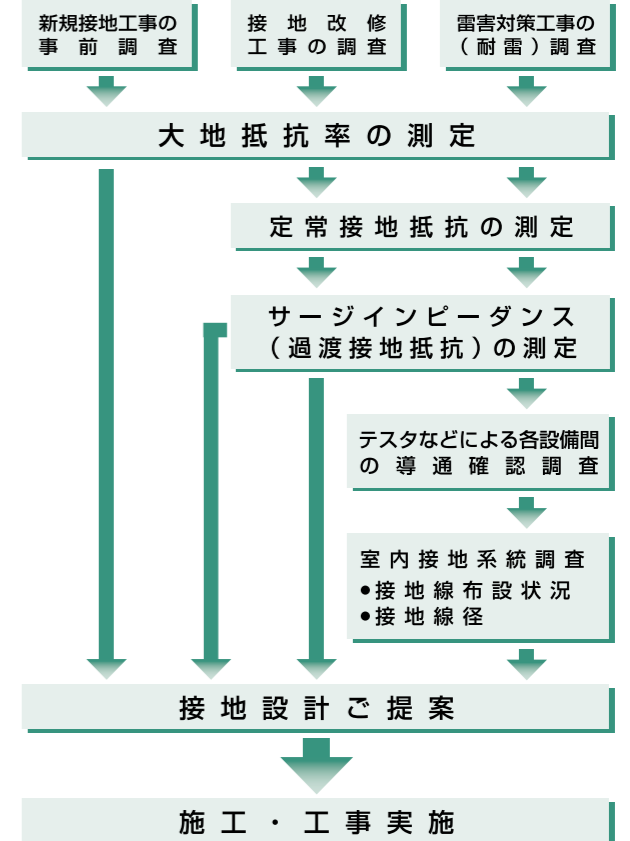 新規接地工事の
事前調査
接地改修
工事の調査
雷害対策工事の
（耐雷）調査
大地抵抗率の測定
定常接地抵抗の測定
サージインピーダンス
（過渡接地抵抗）の測定
テスタなどによる各設備間
の導通確認調査
室内接地系統調査
●接地線布設状況
●接地線径
接地設計ご提案
施工・工事実施